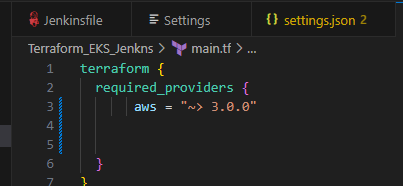 Jenkinsfile Settings settings.json 2
Terraform_EKS_Jenkns > main.tf > ...
1 terraform {
2 required_providers {
3 aws = "~> 3.0.0"
4
5
6 }
7 }